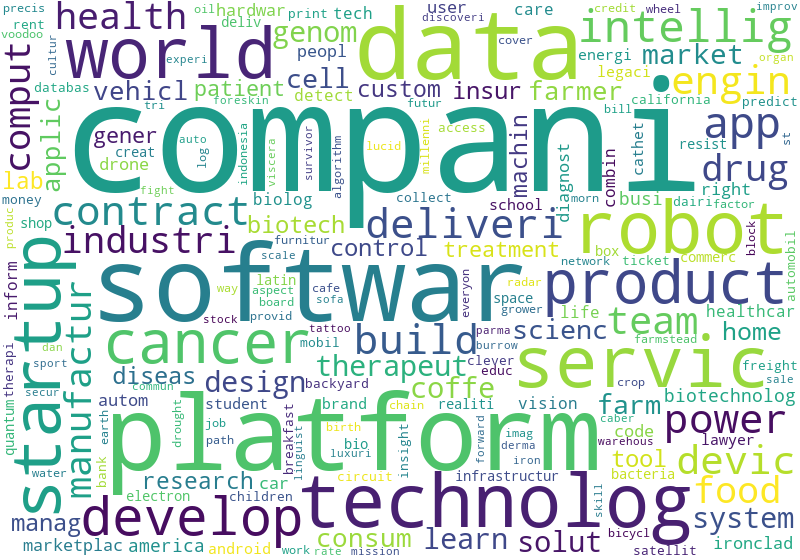 precis
health
oil
hardwar
print
tech
user
discoveri
care
credit
wheel
improv
rent
deliv
genom
peopl
data
intellig
voodoo
cultur
world
experi
cell
cover
energi
market
organ
databas
vehicl
patient
custom
insur
farmer
legaci
engin
comput
applic
tri
foreskin
detect
futur
bill
california
predict
compani
gener
auto
log
indonesia
survivor
algorithm
lucid
millenni
access
machin
cathet
resist
app
st
creat
drone
viscera
diagnost
combin
drug
lab
fight
biolog
collect
school
morn
busi
right
dairi
factor
money
shop
contract
biotech
deliveri
box
commerc
robot
produc
industri
furnitur
control
treatment
network
ticket
block
automobil
inform
startup
softwar
scale
latin
cafe
radar
space
product
way
aspect
board
sofa
everyon
grower
life
healthcar
manufactur
stock
provid
tattoo
build
parma
scienc
team
home
dan
cancer
mobil
clever
burrow
farmstead
therapi
sport
diseas
therapeut
educ
servic
freight
sale
secur
commun
autom
design
backyard
coffe
crop
biotechnolog
quantum
student
brand
realiti
vision
farm
earth
drought
job
breakfast
chain
platform
forward
imag
caber
code
power
path
birth
bio
insight
derma
warehous
lawyer
water
bank
research
linguist
luxuri
iron
tool
devic
electron
car
circuit
infrastructur
bacteria
children
technolog
skill
food
manag
develop
consum
learn
solut
bicycl
system
marketplac
america
android
work
rate
mission
satellit
ironclad